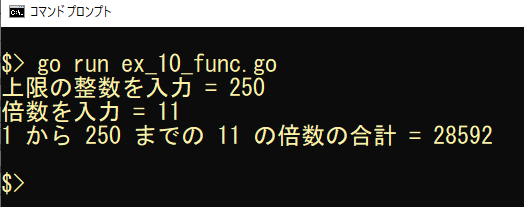 コマンドプロンプト
$> go run ex_10_func.go
上限の整数を入力 = 250
倍数を入力 = 11
1 から 250 までの 11 の倍数の合計 = 28592
$>